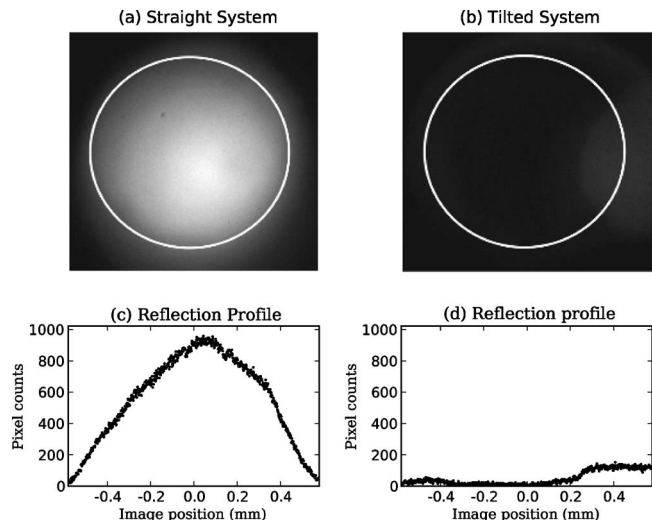 (a) Straight System
(b) Tilted System
(c) Reflection Profile
1000
800
600
400
200
0
Pixel counts
-0.4 -0.2 0.0 0.2 0.4
Image position (mm)
(d) Reflection profile
1000
800
600
400
200
0
Pixel counts
-0.4 -0.2 0.0 0.2 0.4
Image position (mm)